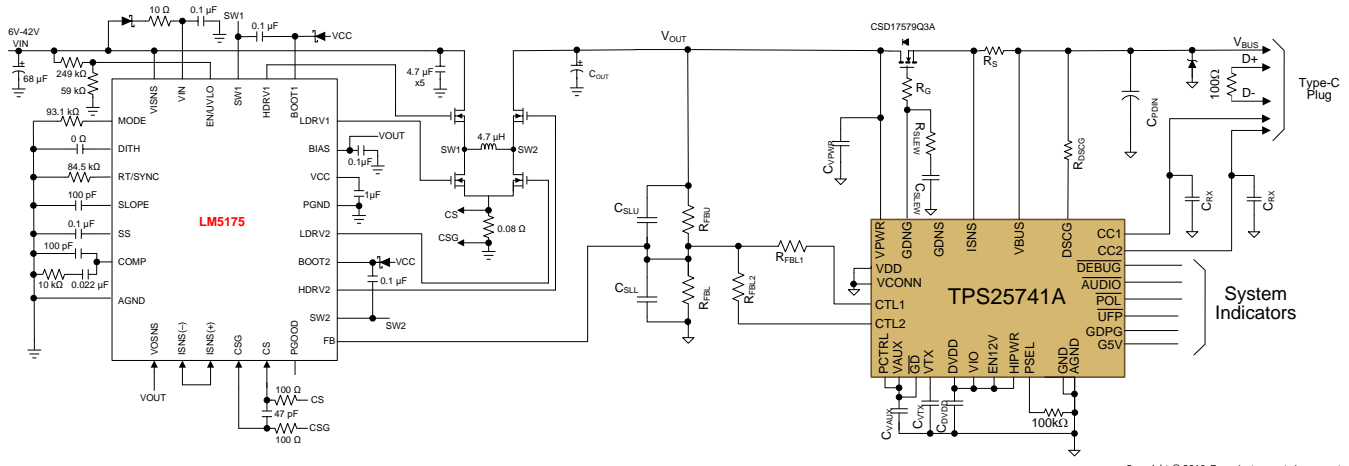 10 Ω
0.1 µF
SW1
6V-42V
VIN
0.1 µF
VCC
68 µF
249 kΩ
59 kΩ
4.7 µF
x5
COUT
VOUT
CSD17579Q3A
RS
RG
RSLEW
CSLEW
CVPWR
RDSCG
CPDIN
VBUS
D+
D-
100Ω
Type-C
Plug
CRX
CRX
VISNS
VIN
EN/UVLO
SW1
HDRV1
BOOT1
93.1 kΩ
MODE
0 Ω
DITH
84.5 kΩ
RT/SYNC
100 pF
SLOPE
0.1 µF
SS
100 pF
COMP
10 kΩ
0.022 µF
AGND
LM5175
LDRV1
BIAS
VOUT
0.1µF
VCC
1µF
PGND
LDRV2
BOOT2
VCC
0.1 µF
HDRV2
SW2
SW2
FB
4.7 µH
SW1
SW2
CS
CSG
0.08 Ω
VOSNS
ISNS(–)
ISNS(+)
CSG
CS
PGOOD
VOUT
100 Ω
CS
47 pF
CSG
100 Ω
CSLU
RFBU
CSLL
RFBL
RFBL2
RFBL1
VPWR
GDNG
GDNS
ISNS
VBUS
DSCG
CC1
CC2
VDD
VCONN
CTL1
CTL2
TPS25741A
DEBUG
AUDIO
POL
UFP
GDPG
G5V
System
Indicators
PCTRL
VAUX
GD
VTX
DVDD
VIO
EN12V
HIPWR
PSEL
GND
AGND
CVAUX
CVTX
CDVDD
100kΩ